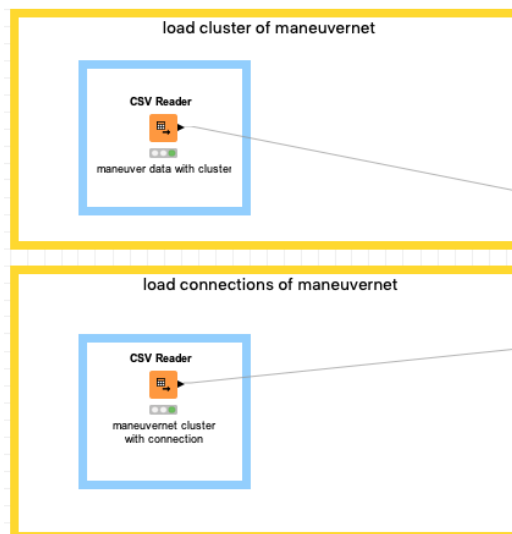 load cluster of maneuvernet
CSV Reader
maneuver data with cluster
load connections of maneuvernet
CSV Reader
maneuvernet cluster
with connection